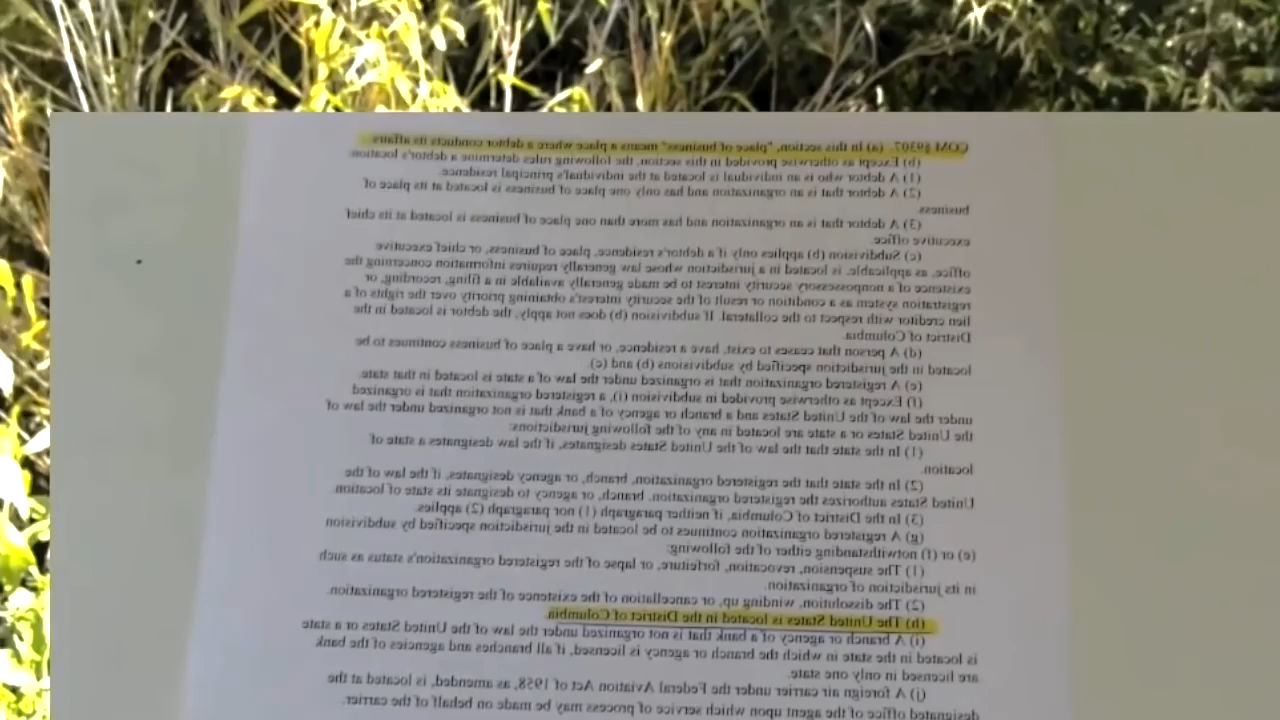 COM §9307. (a) In this section, "place of business" means a place where a debtor conducts its affairs
(b) Except as otherwise provided in this section, the following rules determine a debtor's location:
(1) A debtor who is an individual is located at the individual's principal residence.
(2) A debtor that is an organization and has only one place of business is located at its place of
business.
(3) A debtor that is an organization and has more than one place of business is located at its chief
executive office.
(c) Subdivision (b) applies only if a debtor's residence, place of business, or chief executive
office, as applicable, is located in a jurisdiction whose law generally requires information concerning the
existence of a nonpossessory security interest to be made generally available in a filing, recording, or
registration system as a condition or result of the security interest's obtaining priority over the rights of a
lien creditor with respect to the collateral. If subdivision (b) does not apply, the debtor is located in the
District of Columbia.
(d) A person that ceases to exist, have a residence, or have a place of business continues to be
located in the jurisdiction specified by subdivisions (b) and (c).
(e) A registered organization that is organized under the law of a state is located in that state.
(f) Except as otherwise provided in subdivision (i), a registered organization that is organized
under the law of the United States and a branch or agency of a bank that is not organized under the law of
the United States or a state are located in any of the following jurisdictions:
(1) In the state that the law of the United States designates, if the law designates a state of
location.
(2) In the state that the registered organization, branch, or agency designates, if the law of the
United States authorizes the registered organization, branch, or agency to designate its state of location.
(3) In the District of Columbia, if neither paragraph (1) nor paragraph (2) applies.
(g) A registered organization continues to be located in the jurisdiction specified by subdivision
(e) or (f) notwithstanding either of the following:
(1) The suspension, revocation, forfeiture, or lapse of the registered organization's status as such
in its jurisdiction of organization.
(2) The dissolution, winding up, or cancellation of the existence of the registered organization.
(h) The United States is located in the District of Columbia.
(i) A branch or agency of a bank that is not organized under the law of the United States or a state
is located in the state in which the branch or agency is licensed, if all branches and agencies of the bank
are licensed in only one state.
(j) A foreign air carrier under the Federal Aviation Act of 1958, as amended, is located at the
designated office of the agent upon which service of process may be made on behalf of the carrier.